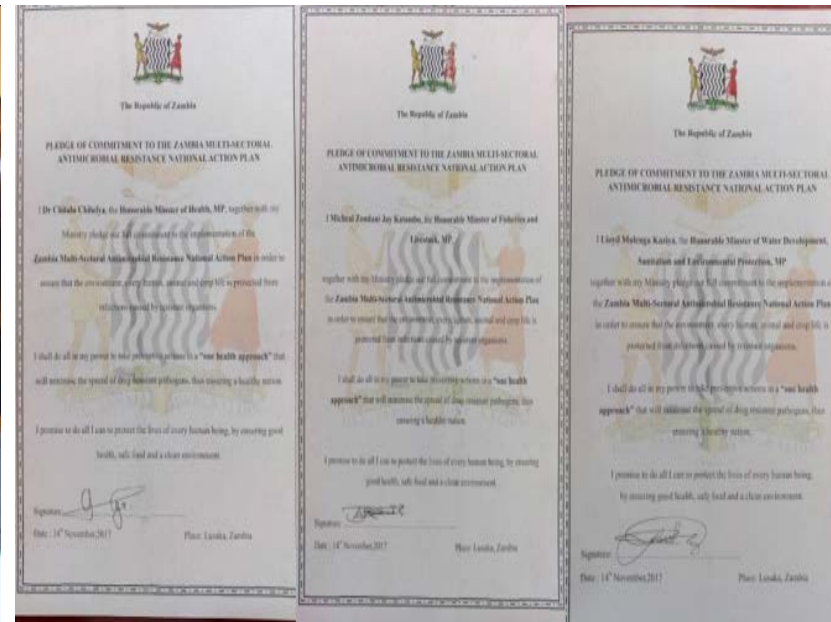 The Republic of Zambia
PLEDGE OF COMMITMENT TO THE ZAMBIA MULTI-SECTORAL
ANTIMICROBIAL RESISTANCE NATIONAL ACTION PLAN
I Dr Chitalu Chilufya, the Honorable Minster of Health, MP, together with my
Ministry pledge our full commitment to the implementation of the
Zambia Multi-Sectoral Antimicrobial Resistance National Action Plan in order to
ensure that the environment, every human, animal and crop life is protected from
infections caused by resistant organisms.
I shall do all in my power to take preventive actions in a "one health approach" that
will minimise the spread of drug resistant pathogens, thus ensuring a healthy nation.
I promise to do all I can to protect the lives of every human being, by ensuring good
health, safe food and a clean environment.
Signature:
Date : 14th November, 2017 Place: Lusaka, Zambia
The Republic of Zambia
PLEDGE OF COMMITMENT TO THE ZAMBIA MULTI-SECTORAL
ANTIMICROBIAL RESISTANCE NATIONAL ACTION PLAN
I Micheal Zondani Jay Katambo, the Honorable Minster of Fisheries and
Livestock, MP
together with my Ministry pledge our full commitment to the implementation of
the Zambia Multi-Sectoral Antimicrobial Resistance National Action Plan
in order to ensure that the environment, every human, animal and crop life is
protected from infections caused by resistant organisms.
I shall do all in my power to take preventive actions in a "one health
approach" that will minimise the spread of drug resistant pathogens, thus
ensuring a healthy nation.
I promise to do all I can to protect the lives of every human being, by ensuring
good health, safe food and a clean environment.
Signature:
Date : 14th November, 2017 Place: Lusaka, Zambia
The Republic of Zambia
PLEDGE OF COMMITMENT TO THE ZAMBIA MULTI-SECTORAL
ANTIMICROBIAL RESISTANCE NATIONAL ACTION PLAN
I Lloyd Mulenga Kaziya, the Honorable Minster of Water Development,
Sanitation and Environmental Protection, MP
together with my Ministry pledge our full commitment to the implementation of
the Zambia Multi-Sectoral Antimicrobial Resistance National Action Plan
in order to ensure that the environment, every human, animal and crop life is
protected from infections caused by resistant organisms.
I shall do all in my power to take preventive actions in a "one health
approach" that will minimise the spread of drug resistant pathogens, thus
ensuring a healthy nation.
I promise to do all I can to protect the lives of every human being,
by ensuring good health, safe food and a clean environment.
Signature:
Date : 14th November, 2017 Place: Lusaka, Zambia